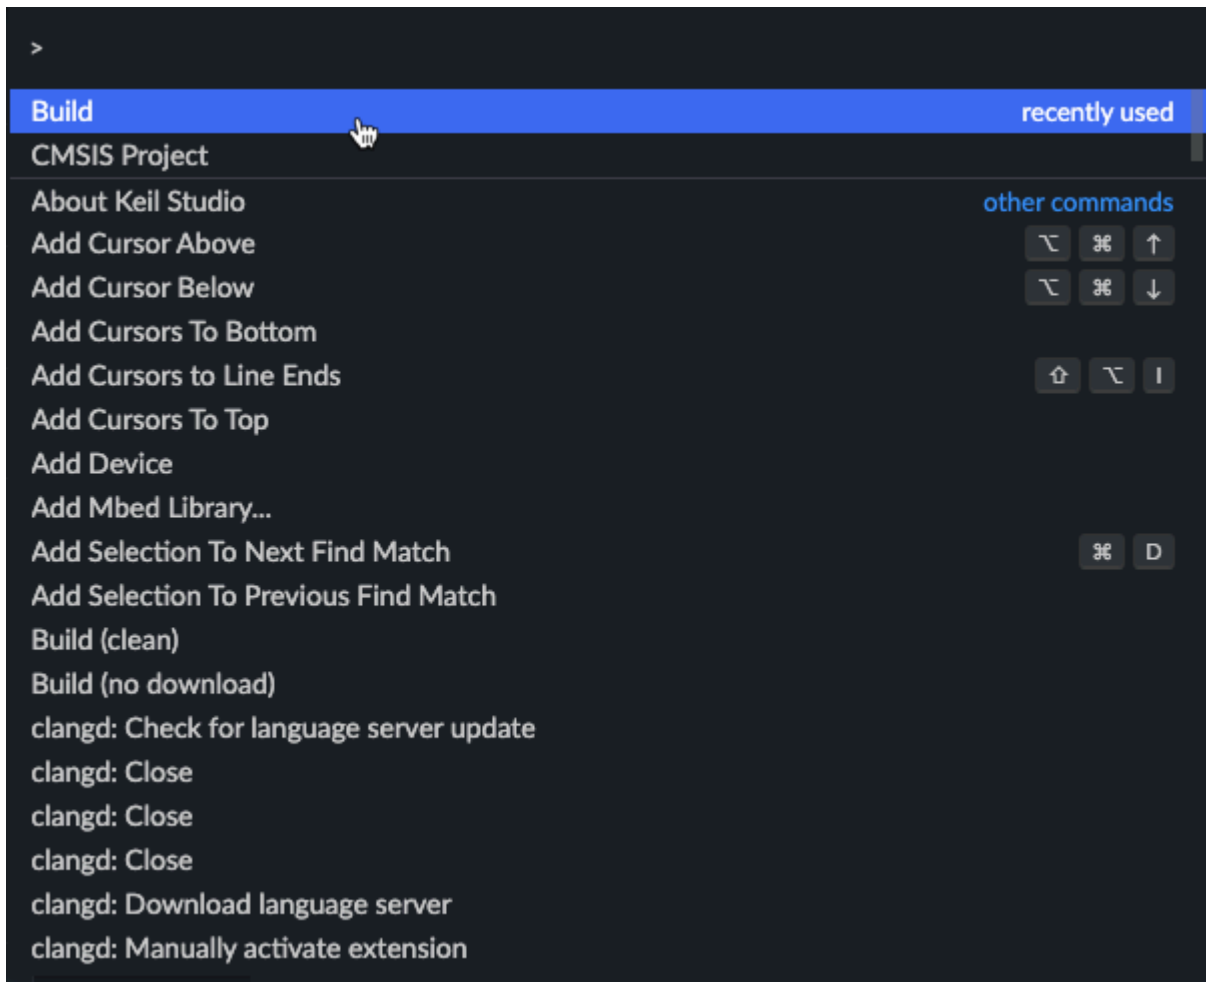 >
Build recently used
CMSIS Project
About Keil Studio other commands
Add Cursor Above ⌥ ⌘ ↑
Add Cursor Below ⌥ ⌘ ↓
Add Cursors To Bottom
Add Cursors to Line Ends ⇧ ⌥ I
Add Cursors To Top
Add Device
Add Mbed Library...
Add Selection To Next Find Match ⌘ D
Add Selection To Previous Find Match
Build (clean)
Build (no download)
clangd: Check for language server update
clangd: Close
clangd: Close
clangd: Close
clangd: Download language server
clangd: Manually activate extension